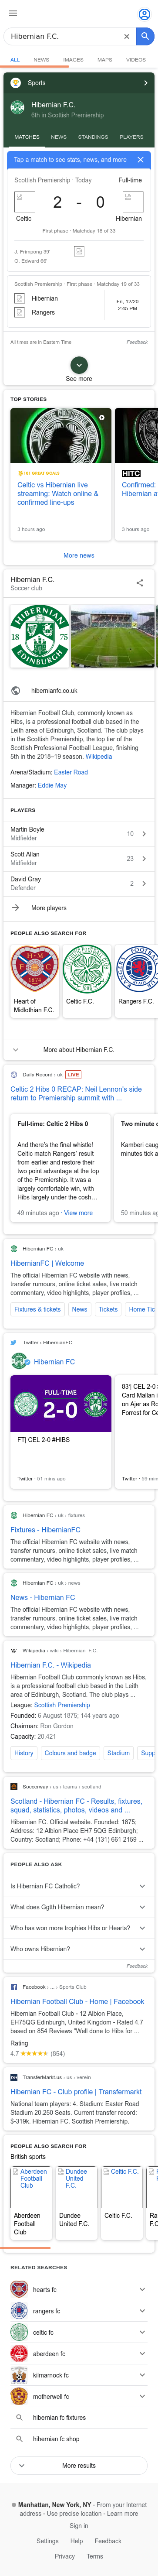 Hibernian F.C.
ALL NEWS IMAGES MAPS VIDEOS
Sports
Hibernian F.C.
6th in Scottish Premiership
MATCHES NEWS STANDINGS PLAYERS
Tap a match to see stats, news, and more
Scottish Premiership · Today Full-time
2 - 0
Celtic Hibernian
First phase · Matchday 18 of 33
J. Frimpong 39'
O. Edouard 66'
Scottish Premiership · First phase · Matchday 19 of 33
Hibernian
Rangers
Fri, 12/20
2:45 PM
All times are in Eastern Time Feedback
See more
TOP STORIES
Celtic vs Hibernian live streaming: Watch online & confirmed line-ups
3 hours ago
HITC
Confirmed:
Hibernian a
3 hours ago
More news
Hibernian F.C.
Soccer club
HIBERNIAN
18 75
EDINBURGH
hibernianfc.co.uk
Hibernian Football Club, commonly known as
Hibs, is a professional football club based in the
Leith area of Edinburgh, Scotland. The club plays
in the Scottish Premiership, the top tier of the
Scottish Professional Football League, finishing
5th in the 2018–19 season. Wikipedia
Arena/Stadium: Easter Road
Manager: Eddie May
PLAYERS
Martin Boyle
Midfielder
10
Scott Allan
Midfielder
23
David Gray
Defender
2
More players
PEOPLE ALSO SEARCH FOR
Heart of
Midlothian F.C.
Celtic F.C.
Rangers F.C.
More about Hibernian F.C.
Daily Record › uk LIVE
Celtic 2 Hibs 0 RECAP: Neil Lennon's side
return to Premiership summit with ...
Full-time: Celtic 2 Hibs 0
And there's the final whistle!
Celtic match Rangers' result
from earlier and restore their
two point advantage at the top
of the Premiership. It was a
largely comfortable win, with
Hibs rarely under the cosh...
49 minutes ago · View more
Two minute
Kamberi caug
minutes tick a
50 minutes ag
Hibernian FC › uk
HibernianFC | Welcome
The official Hibernian FC website with news,
transfer rumours, online ticket sales, live match
commentary, video highlights, player profiles, ...
Fixtures & tickets News Tickets Home Tic
Twitter › HibernianFC
Hibernian FC
FULL-TIME
2-0
FT| CEL 2-0 #HIBS
Twitter · 51 mins ago
83'| CEL 2-0
Card Mallan i
on Ajer as Ro
Forrest for Ce
Twitter · 59 min
Hibernian FC › uk › fixtures
Fixtures - HibernianFC
The official Hibernian FC website with news,
transfer rumours, online ticket sales, live match
commentary, video highlights, player profiles, ...
Hibernian FC › uk › news
News - Hibernian FC
The official Hibernian FC website with news,
transfer rumours, online ticket sales, live match
commentary, video highlights, player profiles, ...
Wikipedia › wiki › Hibernian_F.C.
Hibernian F.C. - Wikipedia
Hibernian Football Club commonly known as Hibs,
is a professional football club based in the Leith
area of Edinburgh, Scotland. The club plays ...
League: Scottish Premiership
Founded: 6 August 1875; 144 years ago
Chairman: Ron Gordon
Capacity: 20,421
History Colours and badge Stadium Supp
Soccerway › us › teams › scotland
Scotland - Hibernian FC - Results, fixtures,
squad, statistics, photos, videos and ...
Hibernian FC. Official website. Founded: 1875;
Address: 12 Albion Place EH7 5QG Edinburgh;
Country: Scotland; Phone: +44 (131) 661 2159 ...
PEOPLE ALSO ASK
Is Hibernian FC Catholic?
What does Ggtth Hibernian mean?
Who has won more trophies Hibs or Hearts?
Who owns Hibernian?
Feedback
Facebook › ... › Sports Club
Hibernian Football Club - Home | Facebook
Hibernian Football Club - 12 Albion Place,
EH75QG Edinburgh, United Kingdom - Rated 4.7
based on 854 Reviews "Well done to Hibs for ...
Rating
4.7 (854)
TransferMarkt.us › us › verein
Hibernian FC - Club profile | Transfermarkt
National team players: 4. Stadium: Easter Road
Stadium 20.250 Seats. Current transfer record:
$-319k. Hibernian FC. Scottish Premiership.
PEOPLE ALSO SEARCH FOR
British sports
Aberdeen Football Club
Dundee United F.C.
Celtic F.C.
Aberdeen
Football
Club
Dundee
United F.C.
Celtic F.C.
RELATED SEARCHES
hearts fc
rangers fc
celtic fc
aberdeen fc
kilmarnock fc
motherwell fc
hibernian fc fixtures
hibernian fc shop
More results
Manhattan, New York, NY - From your Internet
address - Use precise location - Learn more
Sign in
Settings Help Feedback
Privacy Terms